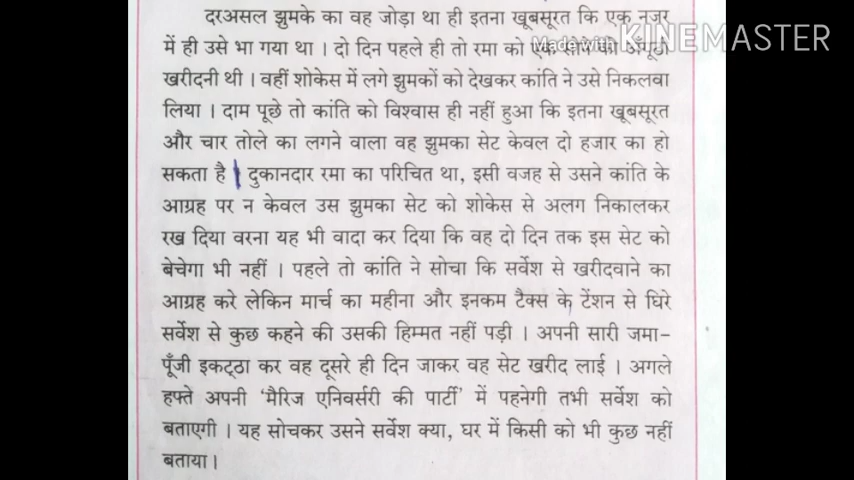 दरअसल झुमके का वह जोड़ा था ही इतना खूबसूरत कि एक नजर
Made with KINEMASTER
में ही उसे भा गया था । दो दिन पहले ही तो रमा को
खरीदनी थी । वहीं शोकेस में लगे झुमकों को देखकर कांति ने उसे निकलवा
लिया । दाम पूछे तो कांति को विश्वास ही नहीं हुआ कि इतना खूबसूरत
और चार तोले का लगने वाला वह झुमका सेट केवल दो हजार का हो
सकता है । दुकानदार रमा का परिचित था, इसी वजह से उसने कांति के
आग्रह पर न केवल उस झुमका सेट को शोकेस से अलग निकालकर
रख दिया वरना यह भी वादा कर दिया कि वह दो दिन तक इस सेट को
बेचेगा भी नहीं । पहले तो कांति ने सोचा कि सर्वेश से खरीदवाने का
आग्रह करे लेकिन मार्च का महीना और इनकम टैक्स के टेंशन से घिरे
सर्वेश से कुछ कहने की उसकी हिम्मत नहीं पड़ी । अपनी सारी जमा-
पूँजी इकट्ठा कर वह दूसरे ही दिन जाकर वह सेट खरीद लाई । अगले
हफ्ते अपनी ‘मैरिज एनिवर्सरी की पार्टी’ में पहनेगी तभी सर्वेश को
बताएगी । यह सोचकर उसने सर्वेश क्या, घर में किसी को भी कुछ नहीं
बताया ।